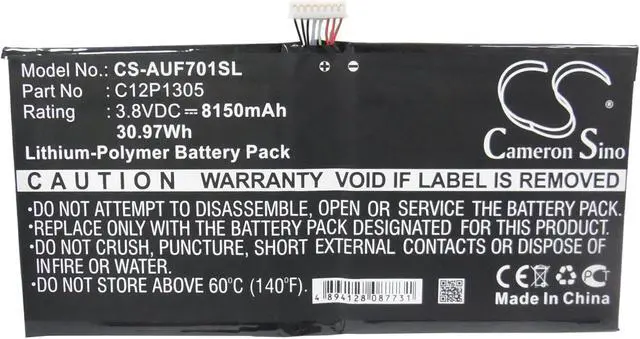 Model No.: CS-AUF701SL
Part No : C12P1305
Rating : 3.8VDC⎓8150mAh
30.97Wh
Lithium-Polymer Battery Pack
+ -
CS
Cameron Sino
CAUTION WARRANTY VOID IF LABEL IS REMOVED
•DO NOT ATTEMPT TO DISASSEMBLE, OPEN OR SERVICE THE BATTERY PACK.
•REPLACE ONLY WITH THE BATTERY PACK DESIGNATED FOR THIS PRODUCT.
•DO NOT CRUSH, PUNCTURE, SHORT EXTERNAL CONTACTS OR DISPOSE OF
IN FIRE OR WATER.
•DO NOT STORE ABOVE 60℃ (140℉).
4894128087731
CE
Made In China